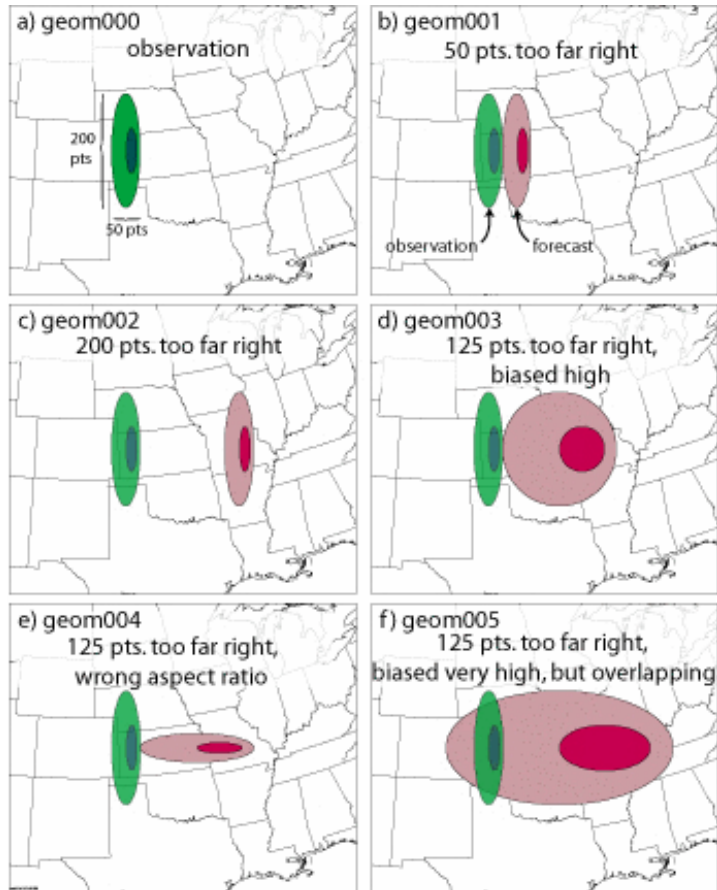 a) geom000
observation
200
pts
50 pts
b) geom001
50 pts. too far right
observation
forecast
c) geom002
200 pts. too far right
d) geom003
125 pts. too far right,
biased high
e) geom004
125 pts. too far right,
wrong aspect ratio
f) geom005
125 pts. too far right,
biased very high, but overlapping